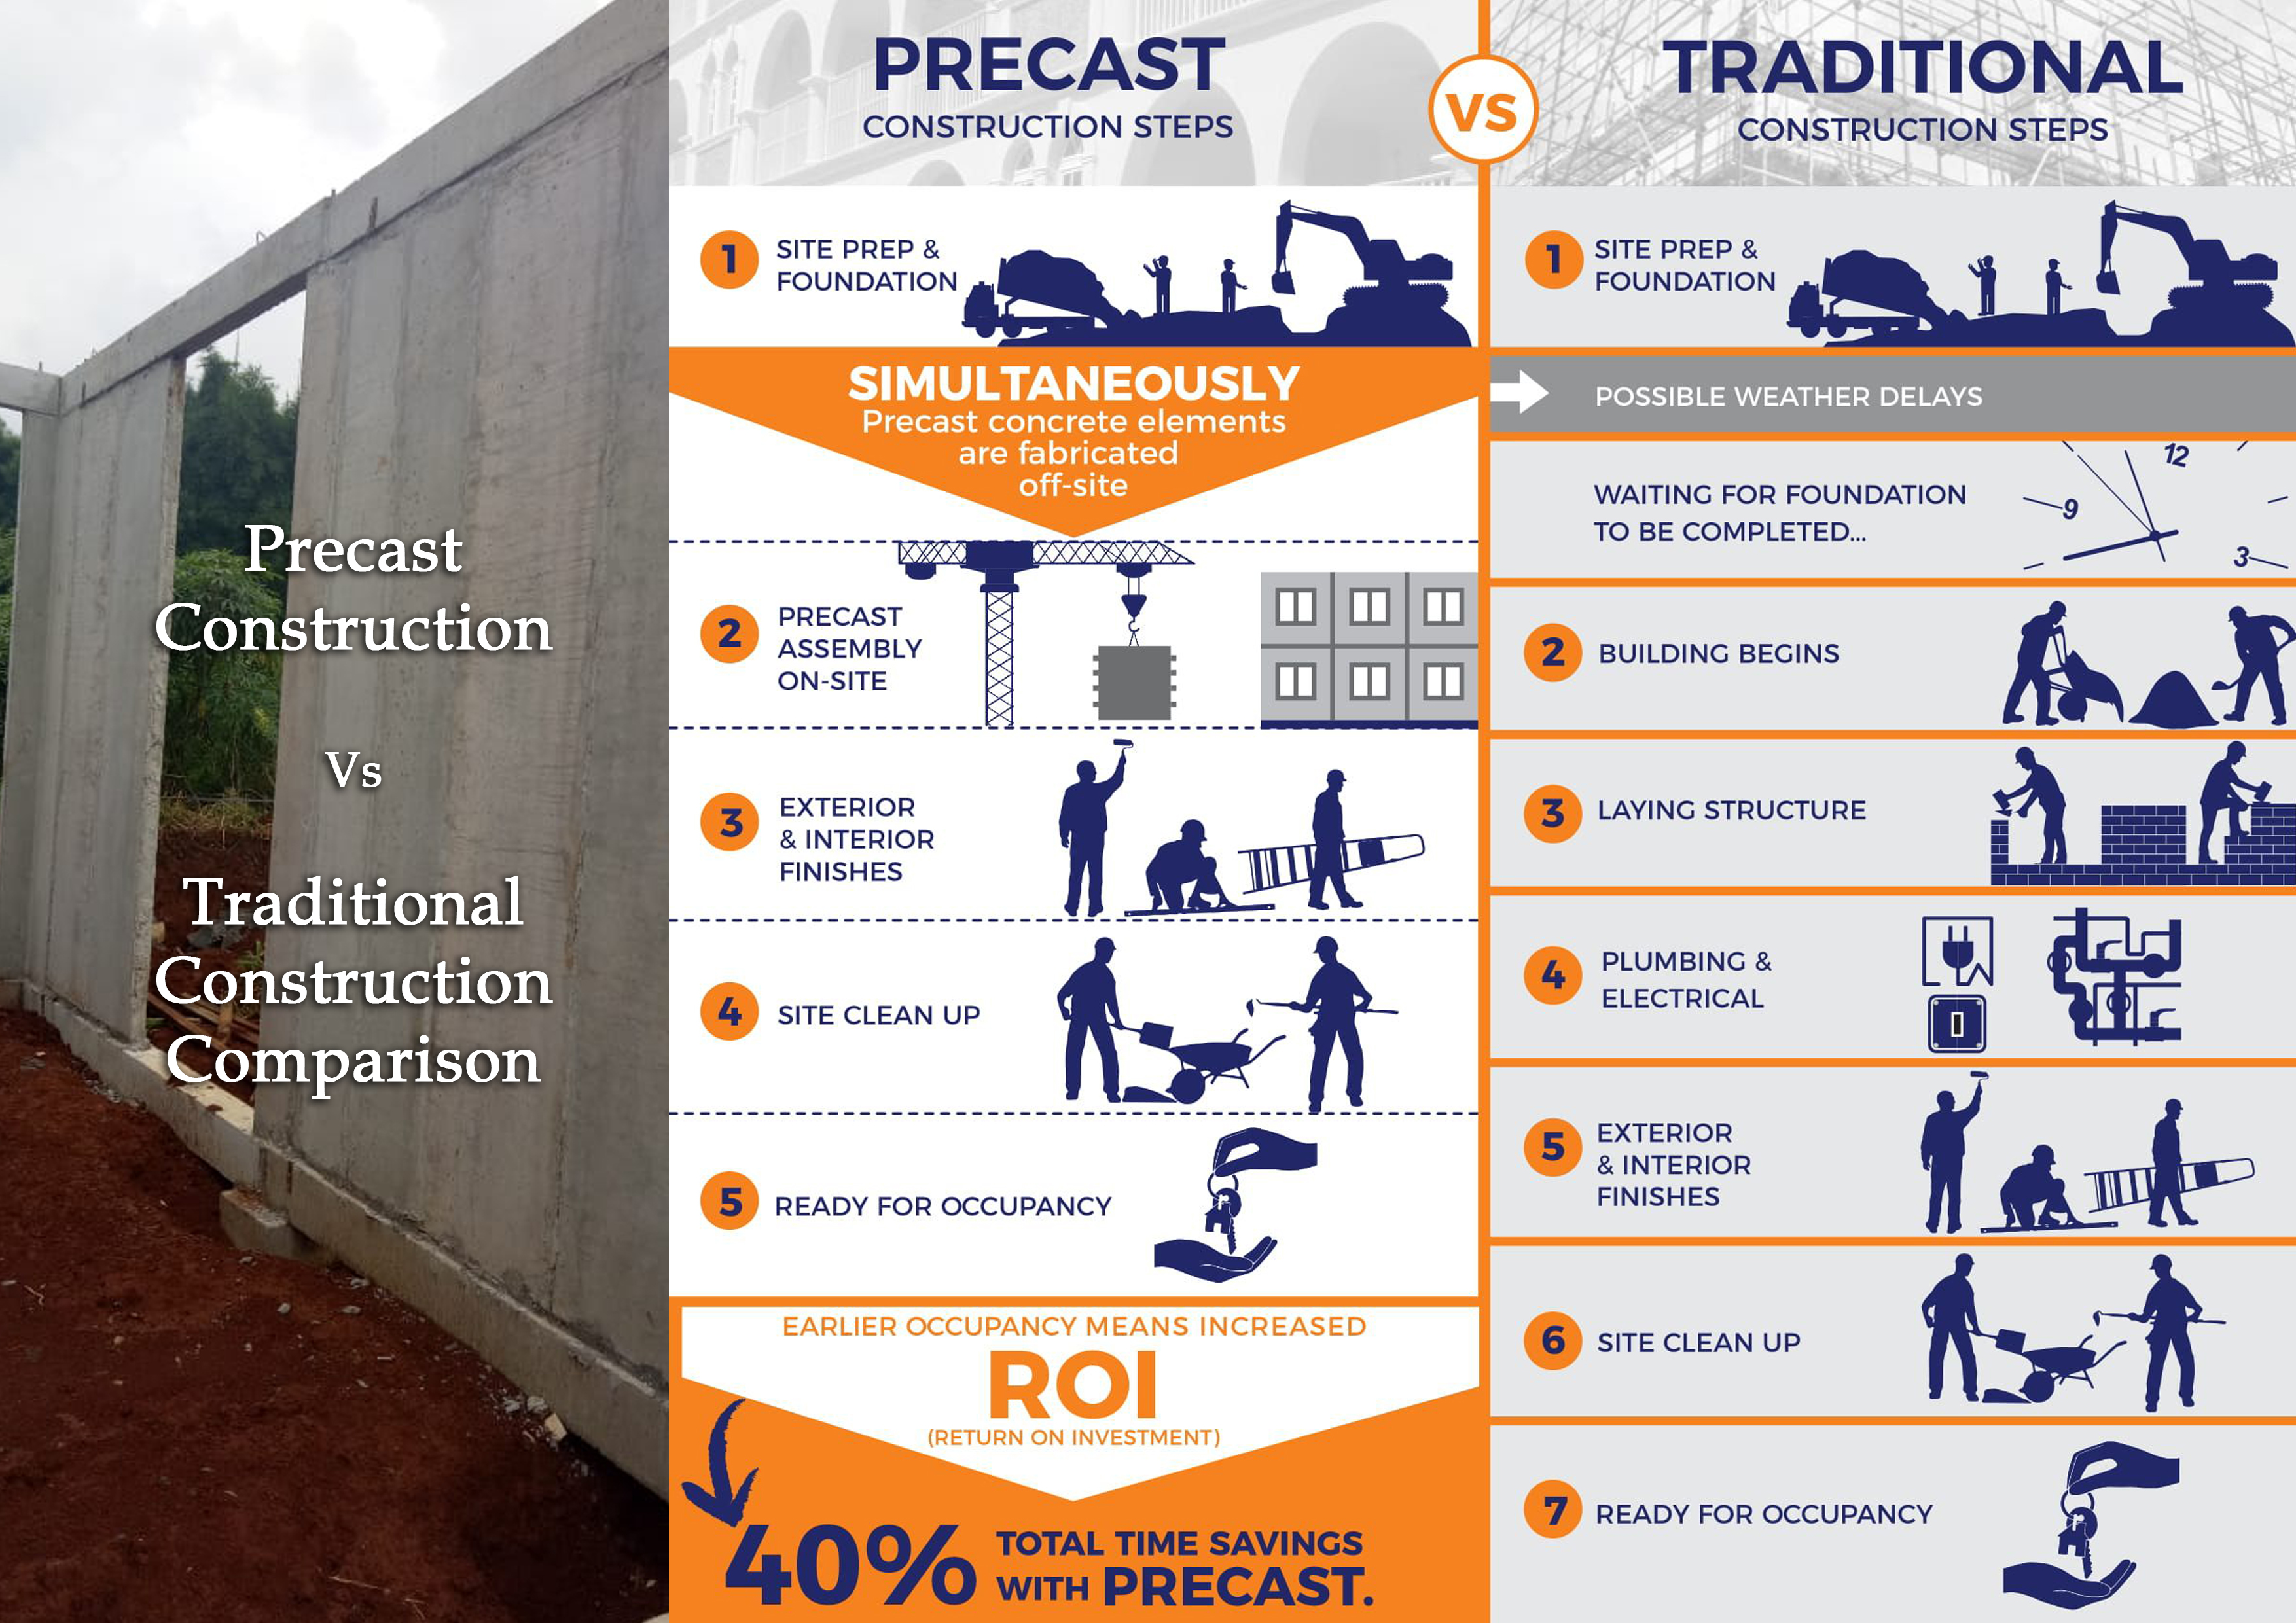 Precast
Construction
Vs
Traditional
Construction
Comparison
PRECAST
CONSTRUCTION STEPS
1
SITE PREP &
FOUNDATION
SIMULTANEOUSLY
Precast concrete elements
are fabricated
off-site
2
PRECAST
ASSEMBLY
ON-SITE
3
EXTERIOR
& INTERIOR
FINISHES
4
SITE CLEAN UP
5
READY FOR OCCUPANCY
EARLIER OCCUPANCY MEANS INCREASED
ROI
(RETURN ON INVESTMENT)
40%
TOTAL TIME SAVINGS
WITH PRECAST.
VS
TRADITIONAL
CONSTRUCTION STEPS
1
SITE PREP &
FOUNDATION
POSSIBLE WEATHER DELAYS
WAITING FOR FOUNDATION
TO BE COMPLETED...
12
9
3
2
BUILDING BEGINS
3
LAYING STRUCTURE
4
PLUMBING &
ELECTRICAL
5
EXTERIOR
& INTERIOR
FINISHES
6
SITE CLEAN UP
7
READY FOR OCCUPANCY